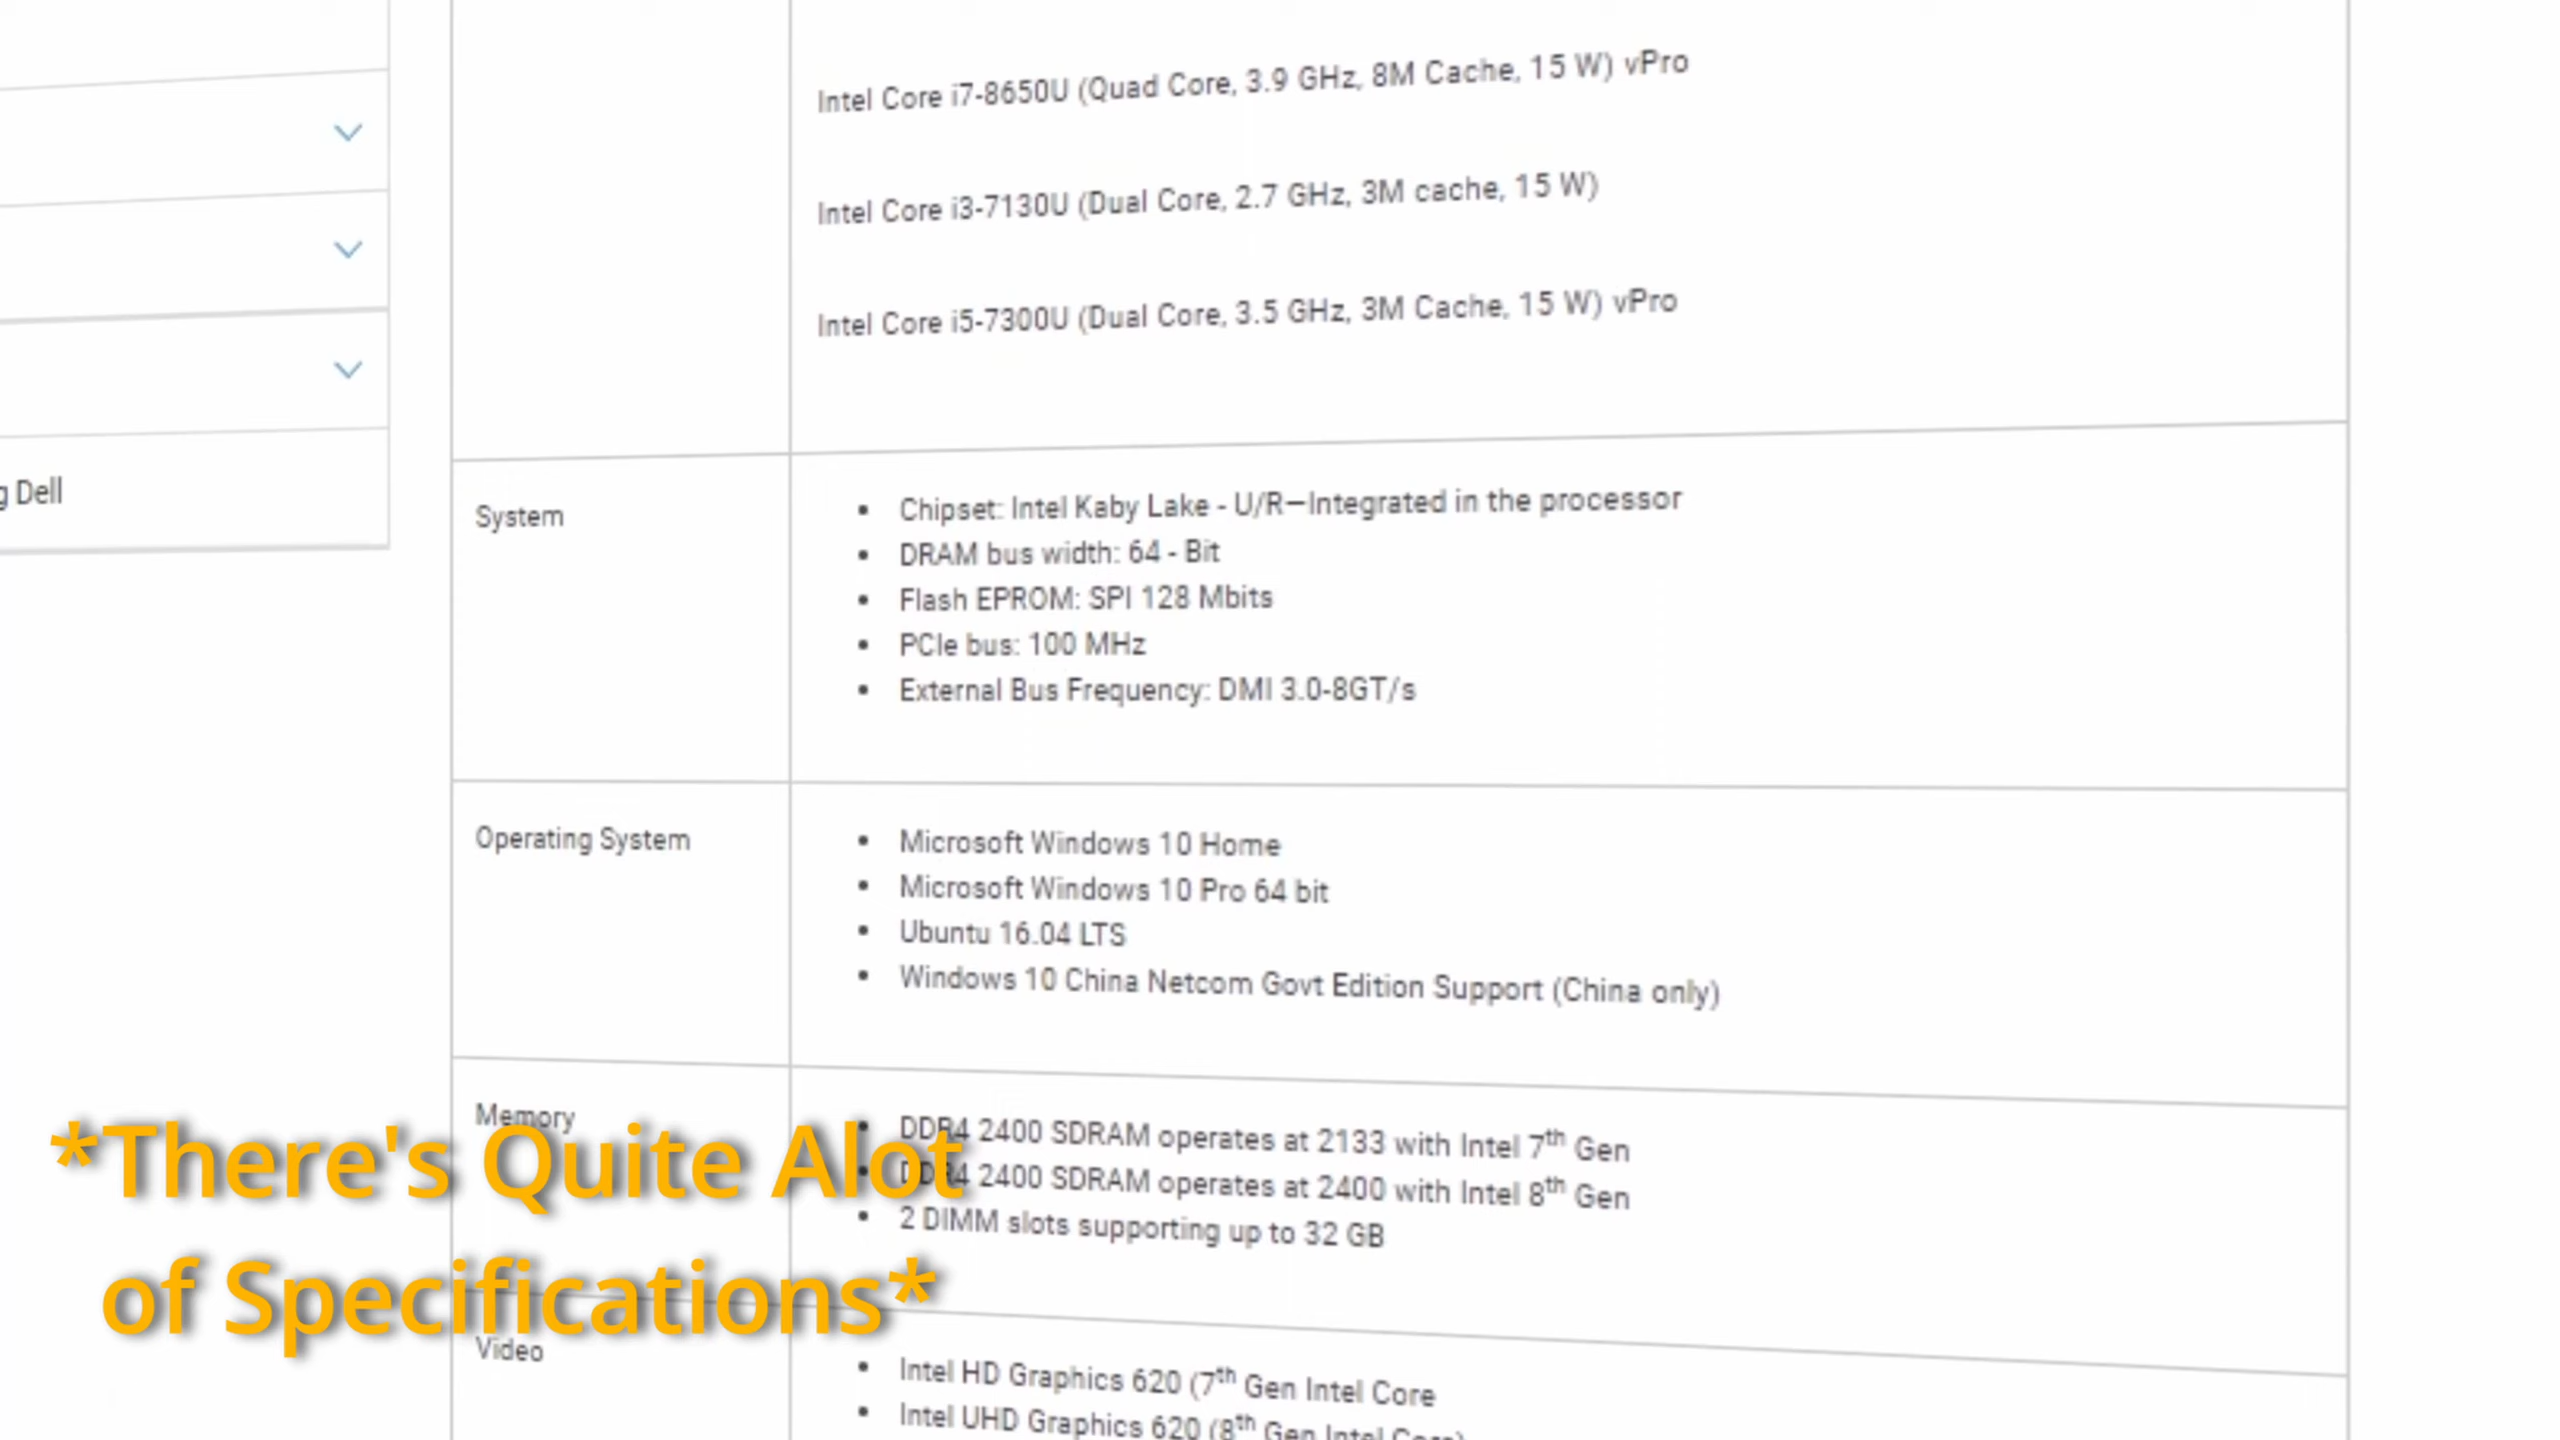 Intel Core i7-8650U (Quad Core, 3.9 GHz, 8M Cache, 15 W) vPro
Intel Core i3-7130U (Dual Core, 2.7 GHz, 3M cache, 15 W)
Intel Core i5-7300U (Dual Core, 3.5 GHz, 3M Cache, 15 W) vPro
g Dell
System
• Chipset: Intel Kaby Lake - U/R—Integrated in the processor
• DRAM bus width: 64 - Bit
• Flash EPROM: SPI 128 Mbits
• PCIe bus: 100 MHz
• External Bus Frequency: DMI 3.0-8GT/s
Operating System
• Microsoft Windows 10 Home
• Microsoft Windows 10 Pro 64 bit
• Ubuntu 16.04 LTS
• Windows 10 China Netcom Govt Edition Support (China only)
Memory
• DDR4 2400 SDRAM operates at 2133 with Intel 7th Gen
• DDR4 2400 SDRAM operates at 2400 with Intel 8th Gen
• 2 DIMM slots supporting up to 32 GB
*There's Quite Alot
of Specifications*
Video
• Intel HD Graphics 620 (7th Gen Intel Core
• Intel UHD Graphics 620 (8th Gen Intel Core)